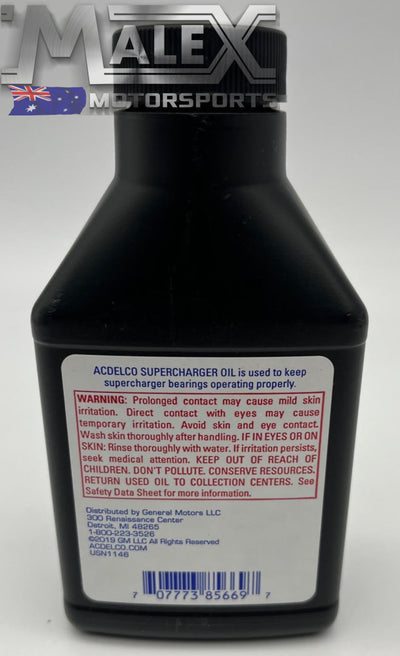 MALEX
MOTORSPORTS
ACDELCO SUPERCHARGER OIL is used to keep
supercharger bearings operating properly.
WARNING: Prolonged contact may cause mild skin
irritation. Direct contact with eyes may cause
temporary irritation. Avoid skin and eye contact.
Wash skin thoroughly after handling. IF IN EYES OR ON
SKIN: Rinse thoroughly with water. If irritation persists,
seek medical attention. KEEP OUT OF REACH OF
CHILDREN. DON'T POLLUTE. CONSERVE RESOURCES.
RETURN USED OIL TO COLLECTION CENTERS. See
Safety Data Sheet for more information.
Distributed by General Motors LLC
300 Renaissance Center
Detroit, MI 48265
1-800-223-3526
©2019 GM LLC All Rights Reserved
ACDELCO.COM
USN1146
7 07773 85669 7